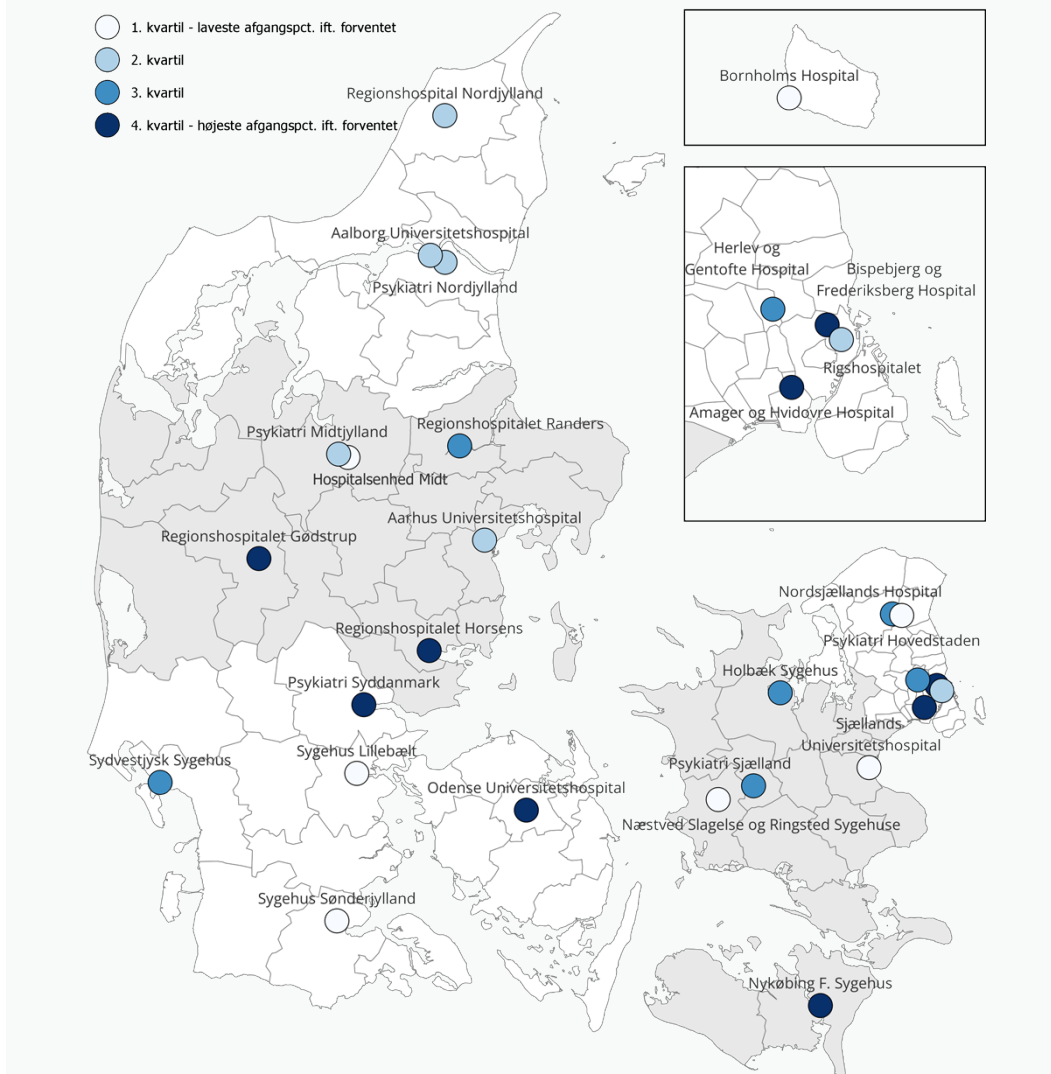 1. kvartil - laveste afgangspct. ift. forventet
2. kvartil
3. kvartil
4. kvartil - højeste afgangspct. ift. forventet
Regionshospital Nordjylland
Aalborg Universitetshospital
Psykiatri Nordjylland
Psykiatri Midtjylland
Regionshospitalet Randers
Hospitalsenhed Midt
Aarhus Universitetshospital
Regionshospitalet Gødstrup
Regionshospitalet Horsens
Psykiatri Syddanmark
Sydvestjysk Sygehus
Sygehus Lillebælt
Odense Universitetshospital
Sygehus Sønderjylland
Bornholms Hospital
Herlev og
Gentofte Hospital
Bispebjerg og
Frederiksberg Hospital
Rigshospitalet
Amager og Hvidovre Hospital
Nordsjællands Hospital
Psykiatri Hovedstaden
Holbæk Sygehus
Sjællands
Universitetshospital
Psykiatri Sjælland
Næstved Slagelse og Ringsted Sygehuse
Nykøbing F. Sygehus